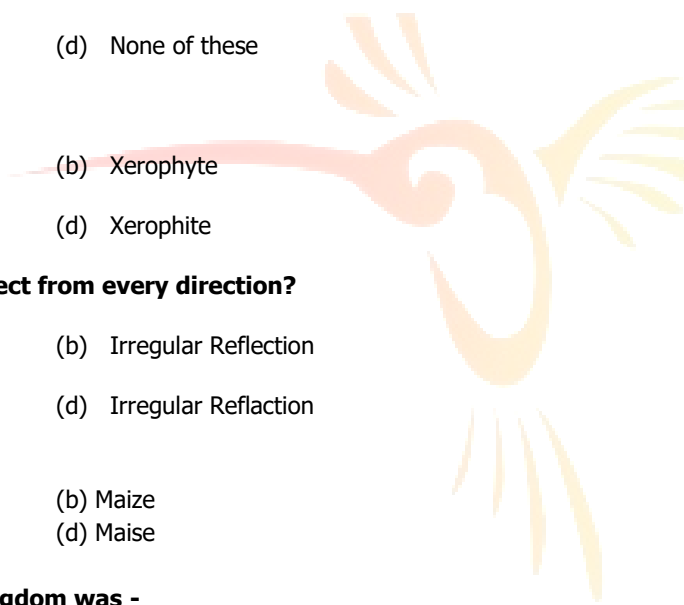 (d) None of these
(b) Xerophyte
(d) Xerophite
ect from every direction?
(b) Irregular Reflection
(d) Irregular Reflaction
(b) Maize
(d) Maise
gdom was -